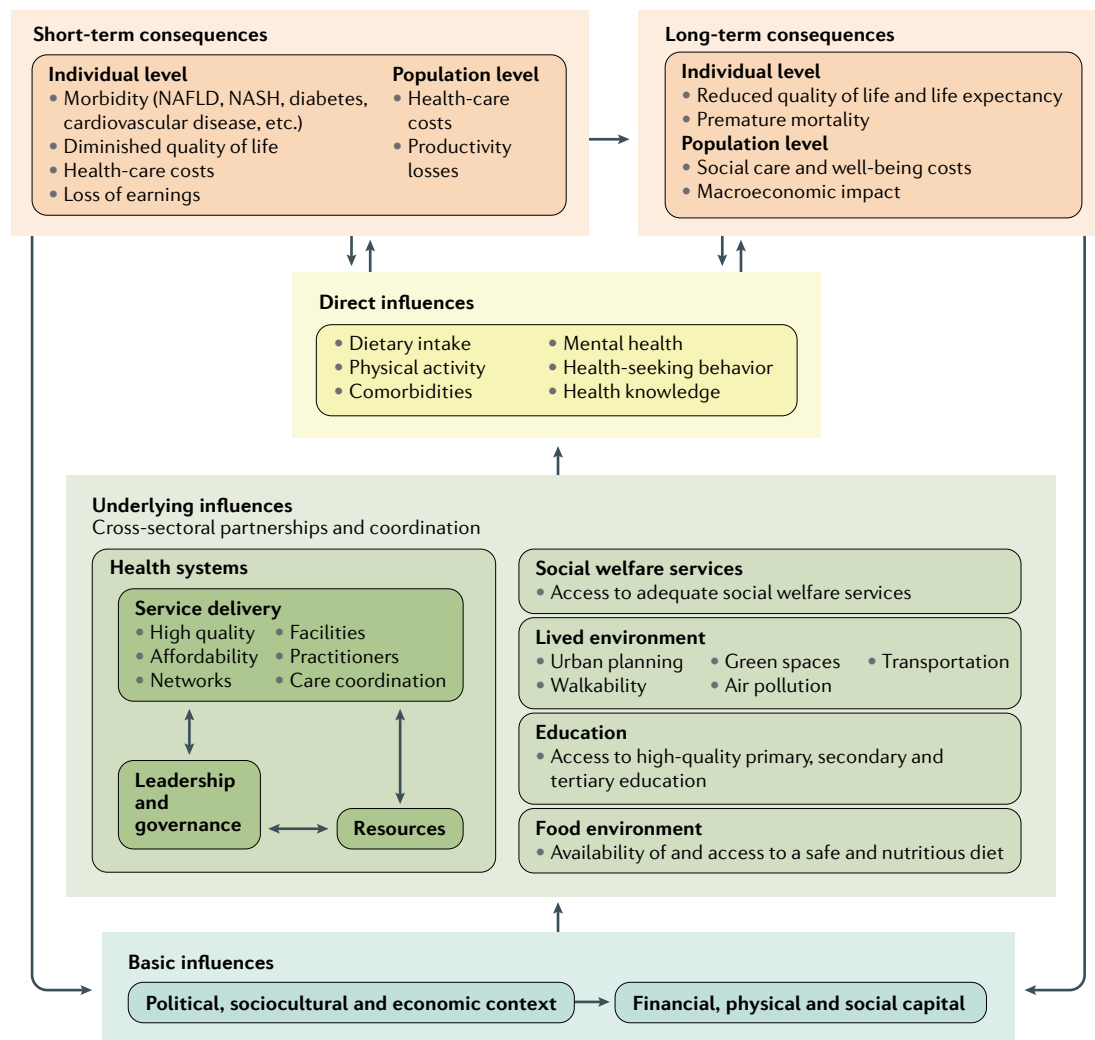 Short-term consequences
Individual level
• Morbidity (NAFLD, NASH, diabetes,
cardiovascular disease, etc.)
• Diminished quality of life
• Health-care costs
• Loss of earnings
Population level
• Health-care
costs
• Productivity
losses
Long-term consequences
Individual level
• Reduced quality of life and life expectancy
• Premature mortality
Population level
• Social care and well-being costs
• Macroeconomic impact
Direct influences
• Dietary intake
• Physical activity
• Comorbidities
• Mental health
• Health-seeking behavior
• Health knowledge
Underlying influences
Cross-sectoral partnerships and coordination
Health systems
Service delivery
• High quality
• Affordability
• Networks
• Facilities
• Practitioners
• Care coordination
Leadership
and
governance
Resources
Social welfare services
• Access to adequate social welfare services
Lived environment
• Urban planning
• Walkability
• Green spaces
• Air pollution
• Transportation
Education
• Access to high-quality primary, secondary and
tertiary education
Food environment
• Availability of and access to a safe and nutritious diet
Basic influences
Political, sociocultural and economic context
Financial, physical and social capital